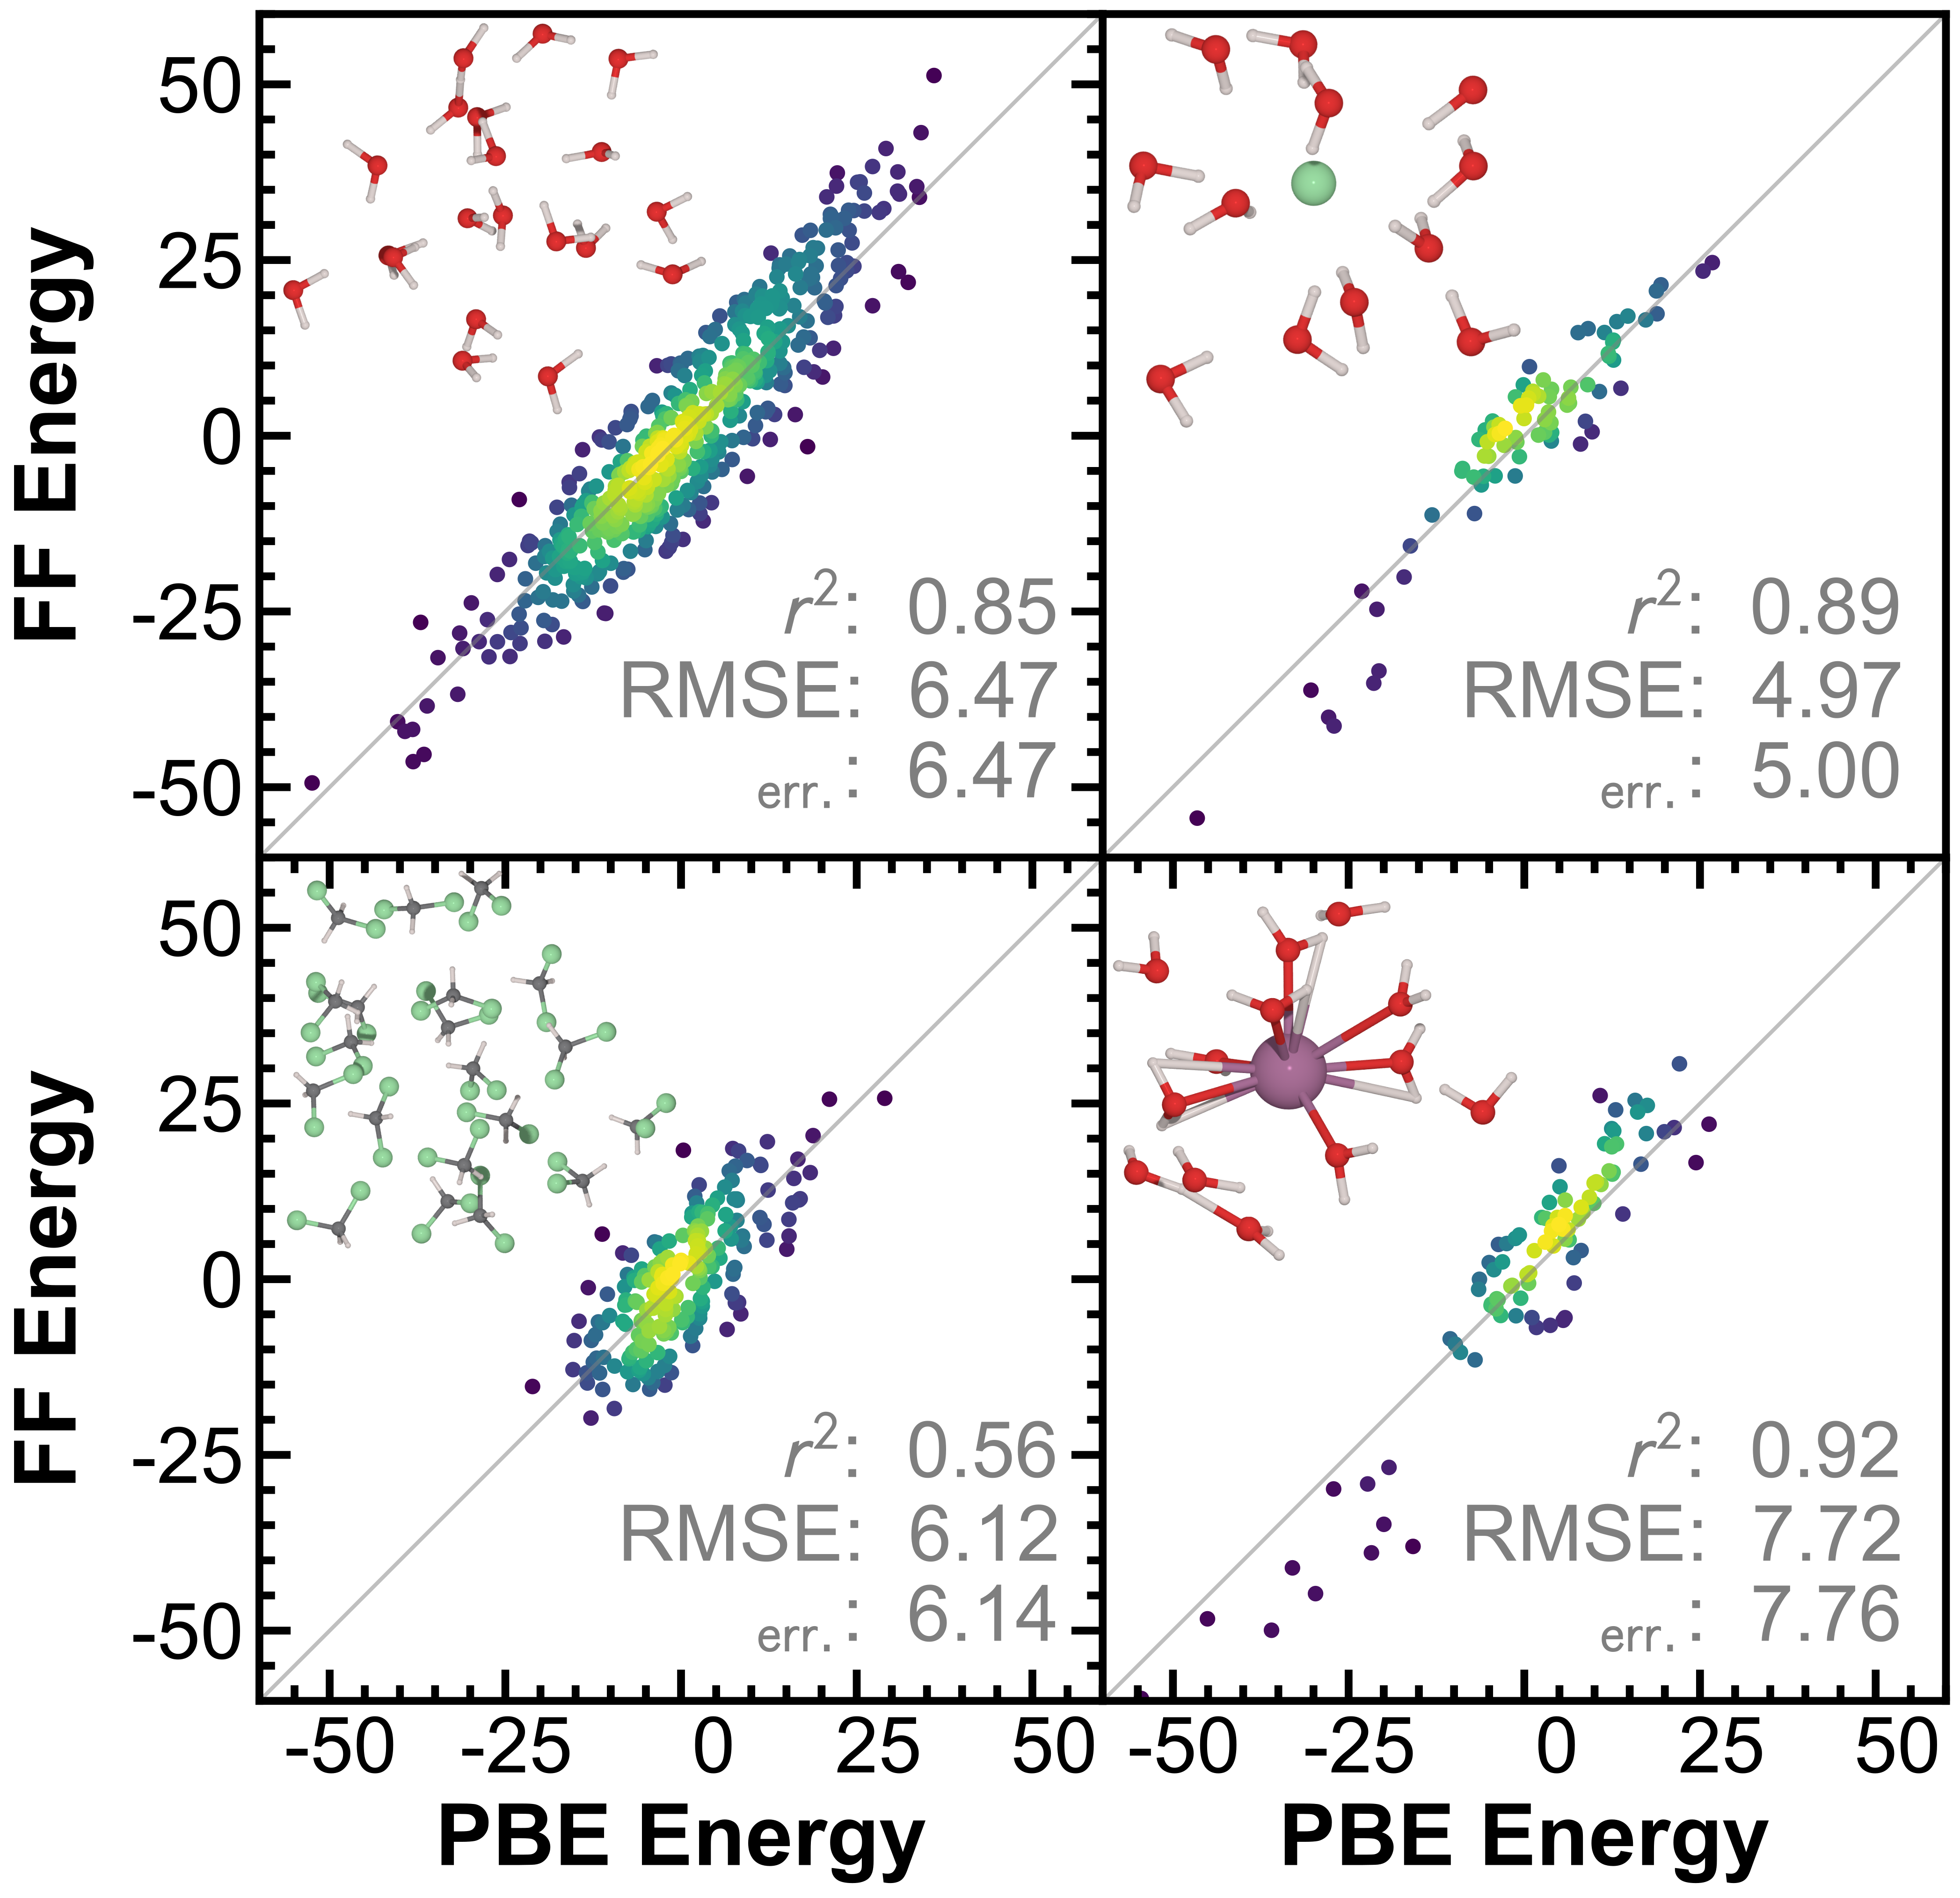 50
25
0
-25
-50
FF Energy
r²: 0.85
RMSE: 6.47
err.: 6.47
r²: 0.89
RMSE: 4.97
err.: 5.00
50
25
0
-25
-50
FF Energy
r²: 0.56
RMSE: 6.12
err.: 6.14
r²: 0.92
RMSE: 7.72
err.: 7.76
-50 -25 0 25 50
-50 -25 0 25 50
PBE Energy
PBE Energy